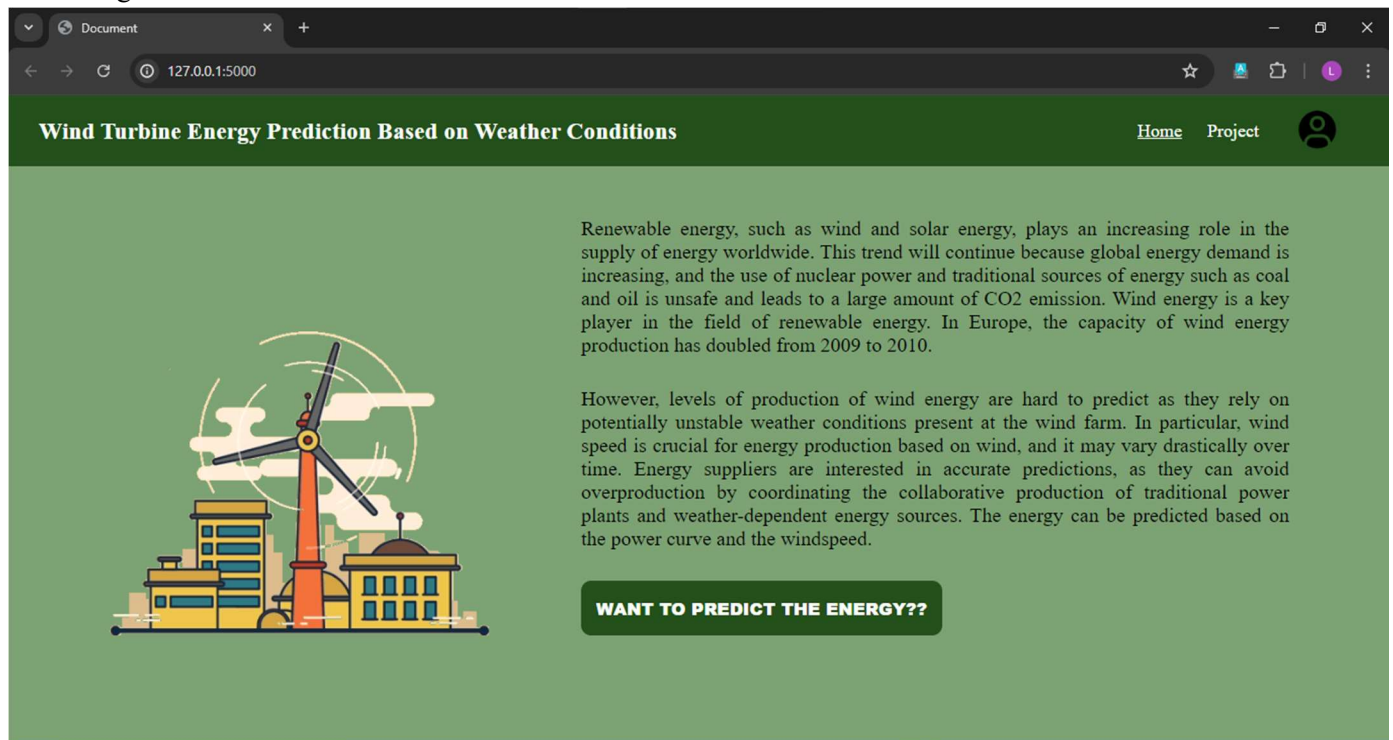 Document
127.0.0.1:5000
L
Wind Turbine Energy Prediction Based on Weather Conditions
Home Project
Renewable energy, such as wind and solar energy, plays an increasing role in the
supply of energy worldwide. This trend will continue because global energy demand is
increasing, and the use of nuclear power and traditional sources of energy such as coal
and oil is unsafe and leads to a large amount of CO2 emission. Wind energy is a key
player in the field of renewable energy. In Europe, the capacity of wind energy
production has doubled from 2009 to 2010.
However, levels of production of wind energy are hard to predict as they rely on
potentially unstable weather conditions present at the wind farm. In particular, wind
speed is crucial for energy production based on wind, and it may vary drastically over
time. Energy suppliers are interested in accurate predictions, as they can avoid
overproduction by coordinating the collaborative production of traditional power
plants and weather-dependent energy sources. The energy can be predicted based on
the power curve and the windspeed.
WANT TO PREDICT THE ENERGY??